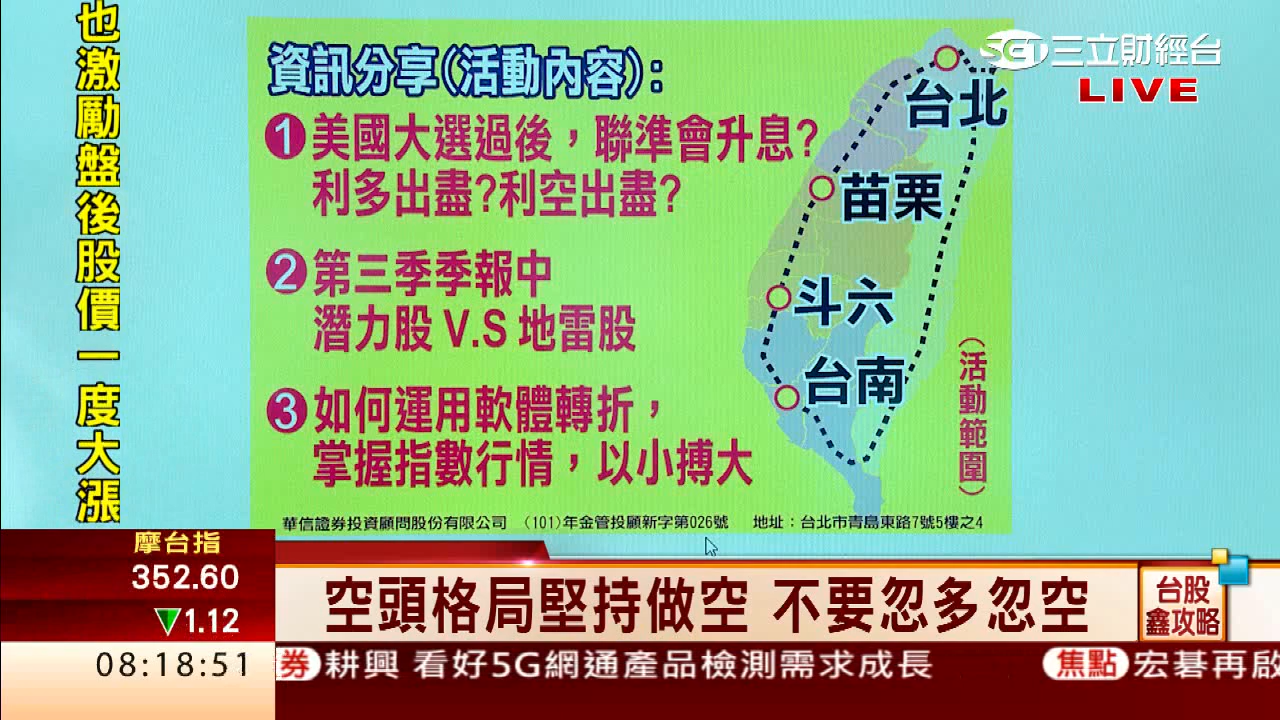 也激勵盤後股價一度大漲
SET三立財經台
LIVE
資訊分享(活動內容):
1 美國大選過後，聯準會升息?
利多出盡?利空出盡?
2 第三季季報中
潛力股 V.S 地雷股
3 如何運用軟體轉折，
掌握指數行情，以小搏大
台北
苗栗
斗六
台南
(活動範圍)
華信證券投資顧問股份有限公司 (101)年金管投顧新字第026號 地址：台北市青島東路7號5樓之4
摩台指
352.60
▼1.12
08:18:51
空頭格局堅持做空 不要忽多忽空
台股
鑫攻略
券 耕興 看好5G網通產品檢測需求成長 焦點 宏碁再啟